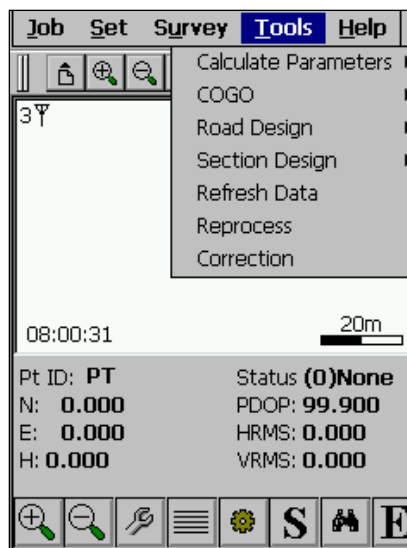 Job Set Survey Tools Help
Calculate Parameters
COGO
Road Design
Section Design
Refresh Data
Reprocess
Correction
3
08:00:31
20m
Pt ID: PT Status (0)None
N: 0.000 PDOP: 99.900
E: 0.000 HRMS: 0.000
H: 0.000 VRMS: 0.000
S E